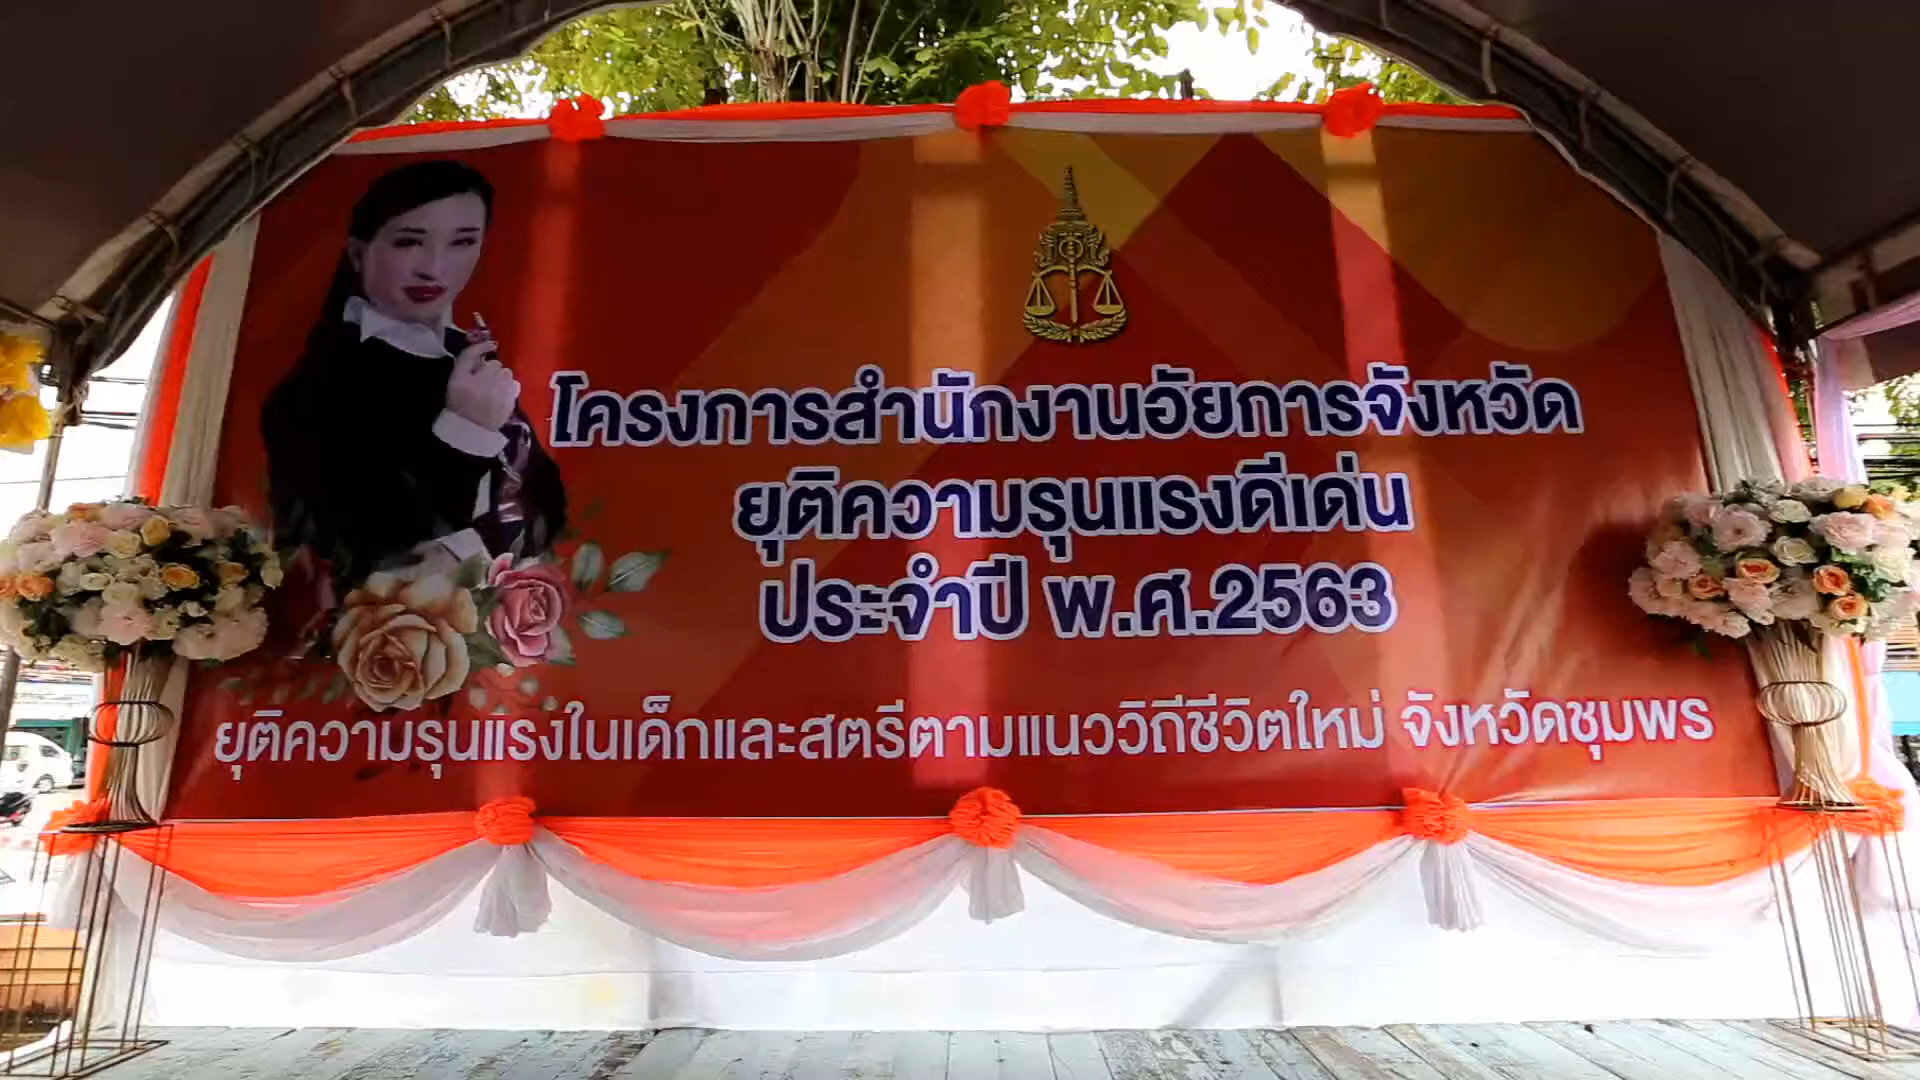 โครงการสำนักงานอัยการจังหวัด
ยุติความรุนแรงดีเด่น
ประจำปี พ.ศ.2563
ยุติความรุนแรงในเด็กและสตรีตามแนววิถีชีวิตใหม่ จังหวัดชุมพร